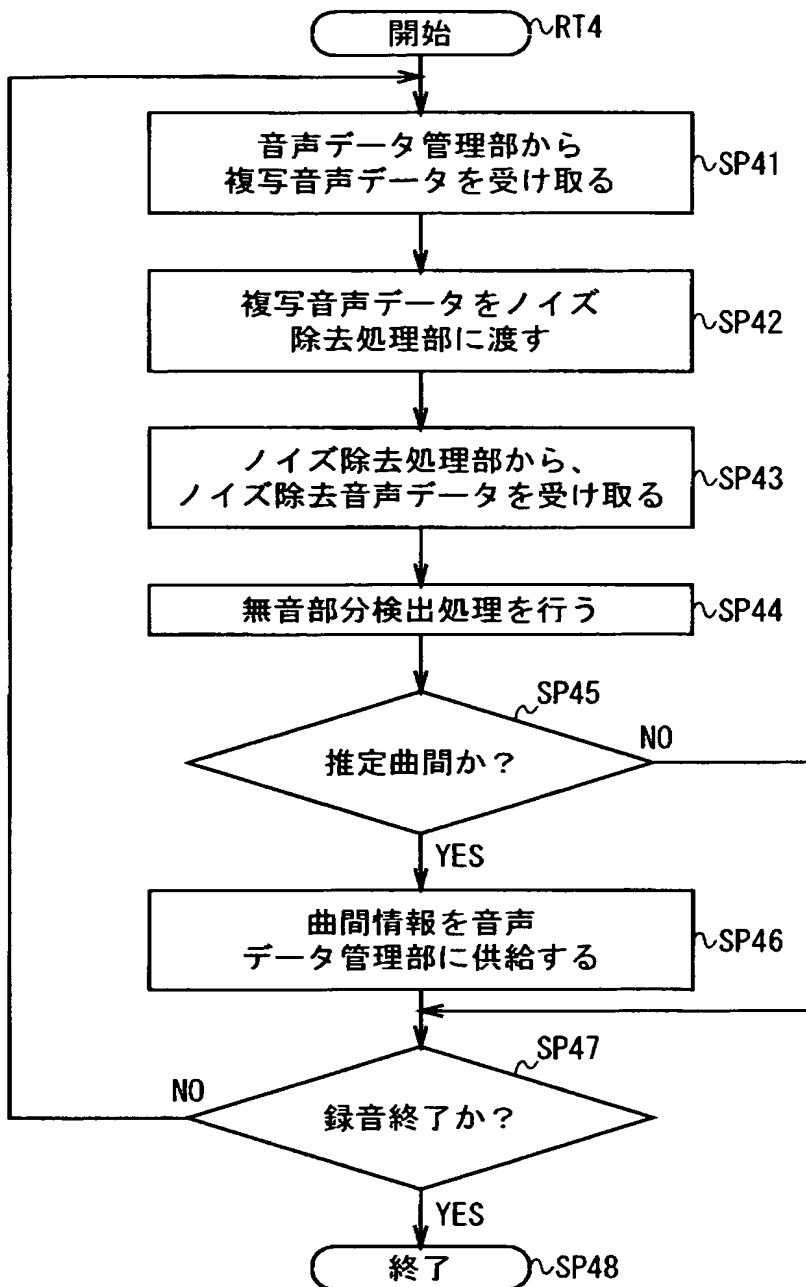 開始
RT4
音声データ管理部から
複写音声データを受け取る
SP41
複写音声データをノイズ
除去処理部に渡す
SP42
ノイズ除去処理部から、
ノイズ除去音声データを受け取る
SP43
無音部分検出処理を行う
SP44
SP45
推定曲間か？
NO
YES
曲間情報を音声
データ管理部に供給する
SP46
SP47
NO
録音終了か？
YES
終了
SP48